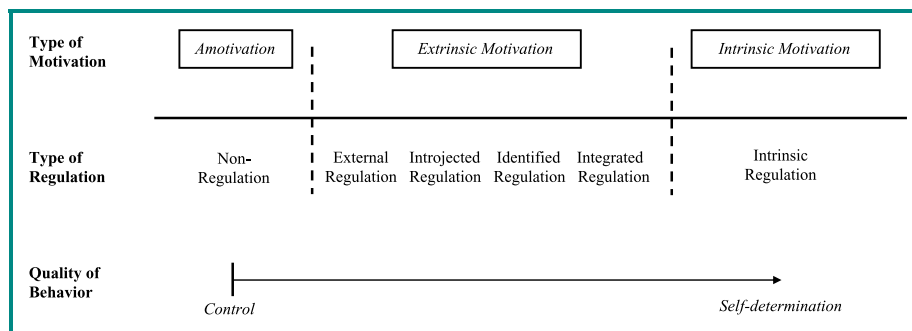 Type of
Motivation
Amotivation
Extrinsic Motivation
Intrinsic Motivation
Type of
Regulation
Non-
Regulation
External
Regulation
Introjected
Regulation
Identified
Regulation
Integrated
Regulation
Intrinsic
Regulation
Quality of
Behavior
Control
Self-determination